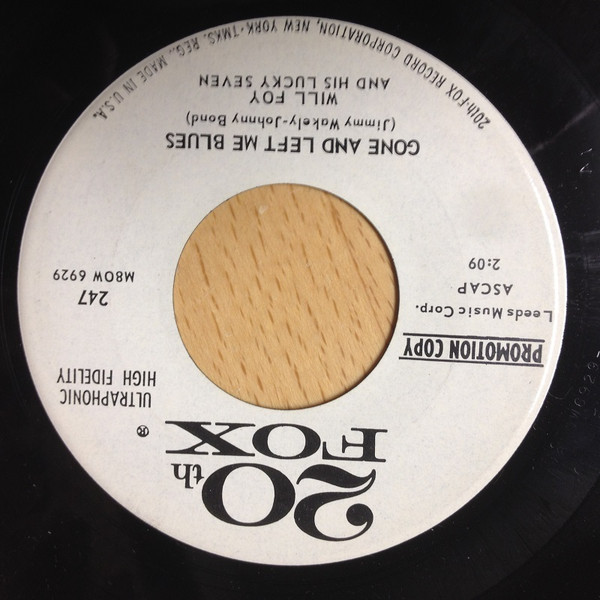 20th
FOX ®
ULTRAPHONIC
HIGH FIDELITY
PROMOTION COPY
Leeds Music Corp.
ASCAP
2:09
247
M8OW 6929
GONE AND LEFT ME BLUES
(Jimmy Wakely-Johnny Bond)
WILL FOY
AND HIS LUCKY SEVEN
20th-FOX RECORD CORPORATION, NEW YORK-TMKS. REG., MADE IN U.S.A.